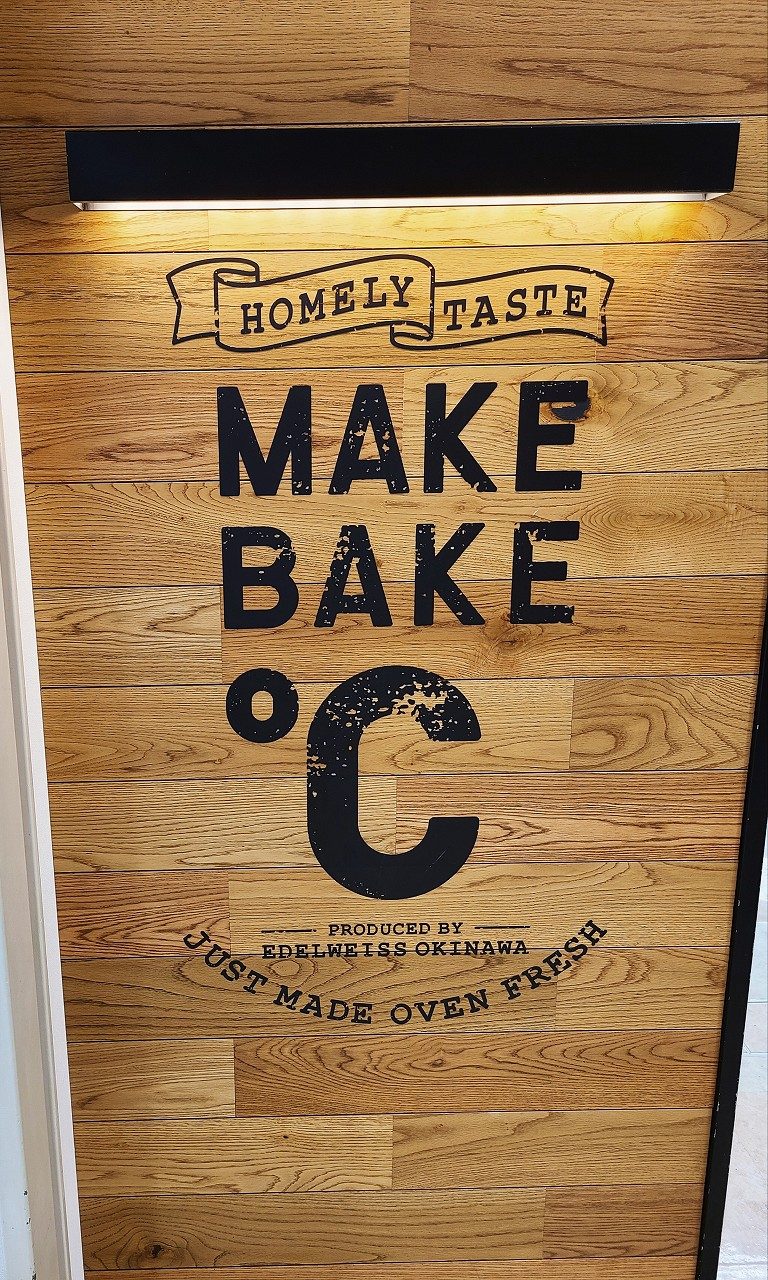 HOMELY TASTE
MAKE
BAKE
°C
PRODUCED BY
EDELWEISS OKINAWA
JUST MADE OVEN FRESH